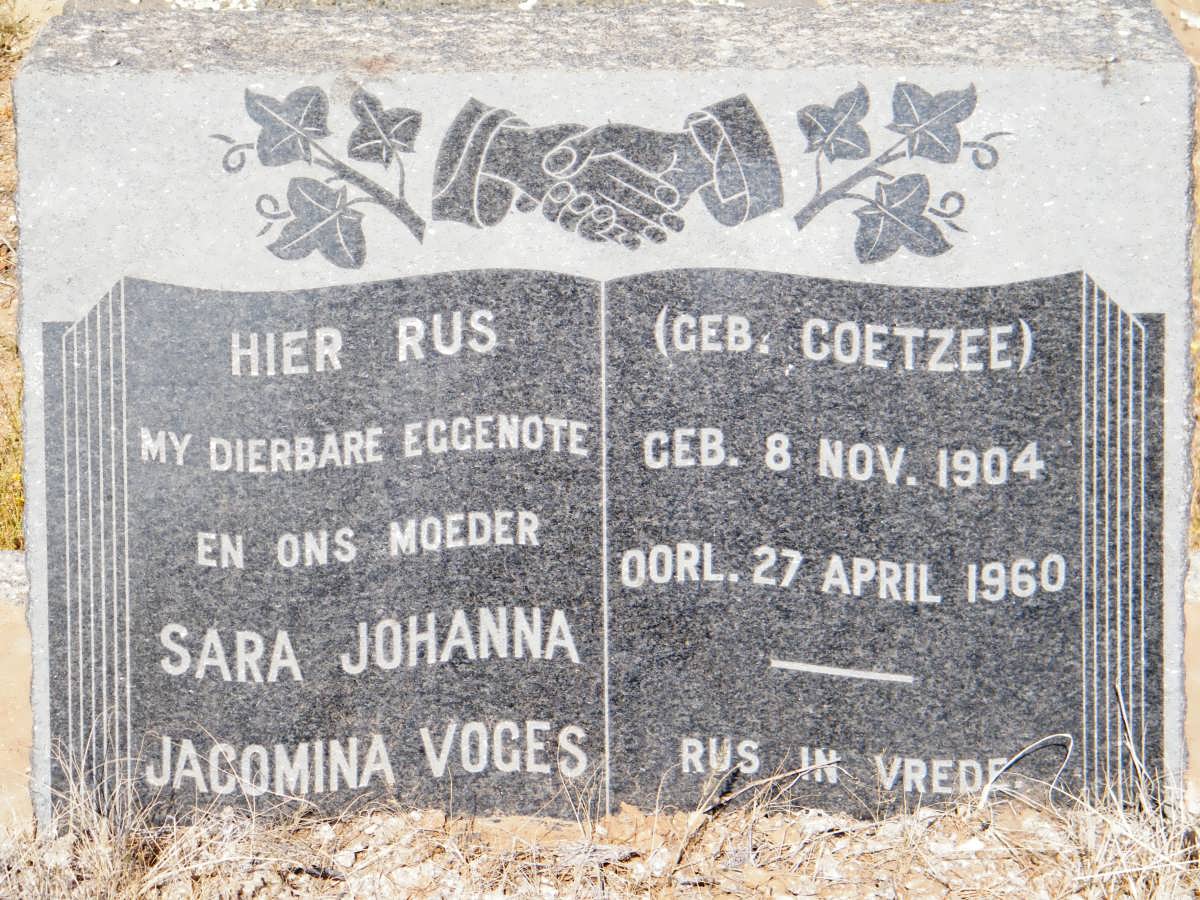 HIER RUS
MY DIERBARE EGGENOTE
EN ONS MOEDER
SARA JOHANNA
JACOMINA VOGES
(GEB. COETZEE)
GEB. 8 NOV. 1904
OORL. 27 APRIL 1960
RUS IN VREDE.